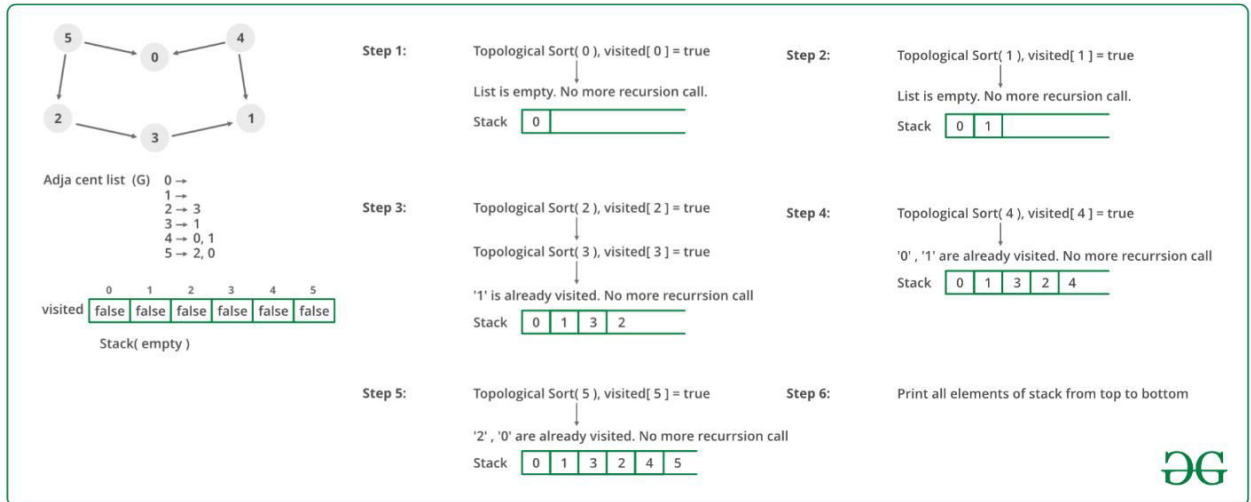 5
4
0
2
1
3
Adja cent list (G) 0 →
1 →
2 → 3
3 → 1
4 → 0, 1
5 → 2, 0
0 1 2 3 4 5
visited false false false false false false
Stack( empty )
Step 1: Topological Sort( 0 ), visited[ 0 ] = true
List is empty. No more recursion call.
Stack 0
Step 2: Topological Sort( 1 ), visited[ 1 ] = true
List is empty. No more recursion call.
Stack 0 1
Step 3: Topological Sort( 2 ), visited[ 2 ] = true
Topological Sort( 3 ), visited[ 3 ] = true
'1' is already visited. No more recurrsion call
Stack 0 1 3 2
Step 4: Topological Sort( 4 ), visited[ 4 ] = true
'0' , '1' are already visited. No more recurrsion call
Stack 0 1 3 2 4
Step 5: Topological Sort( 5 ), visited[ 5 ] = true
'2' , '0' are already visited. No more recurrsion call
Stack 0 1 3 2 4 5
Step 6: Print all elements of stack from top to bottom